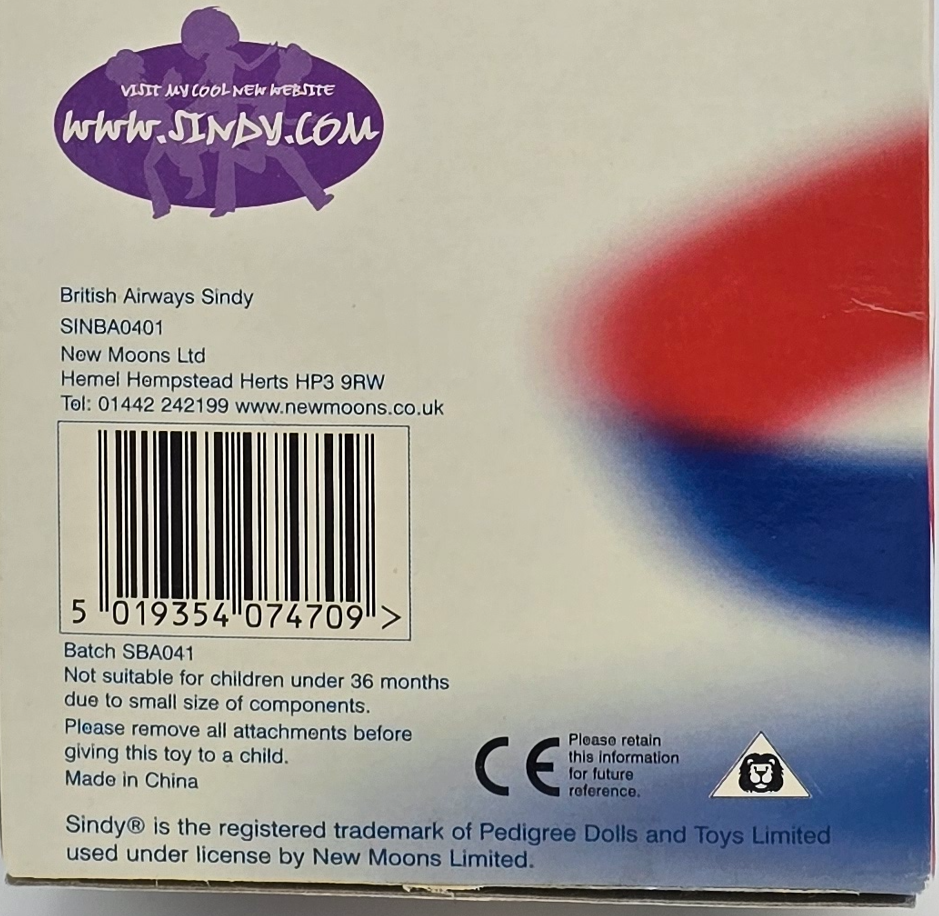 VISIT MY COOL NEW WEBSITE
WWW.SINDY.COM
British Airways Sindy
SINBA0401
New Moons Ltd
Hemel Hempstead Herts HP3 9RW
Tel: 01442 242199 www.newmoons.co.uk
5 019354 074709 >
Batch SBA041
Not suitable for children under 36 months
due to small size of components.
Please remove all attachments before
giving this toy to a child.
Made in China
CE
Please retain
this information
for future
reference.
Sindy® is the registered trademark of Pedigree Dolls and Toys Limited
used under license by New Moons Limited.